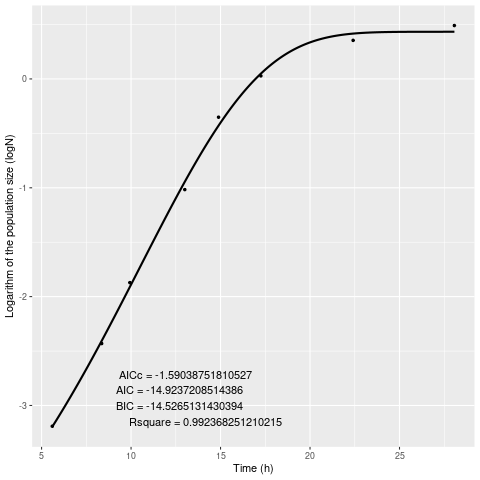 Logarithm of the population size (logN)
0
-1
-2
-3
AICc = -1.59038751810527
AIC = -14.9237208514386
BIC = -14.5265131430394
Rsquare = 0.992368251210215
5 10 15 20 25
Time (h)